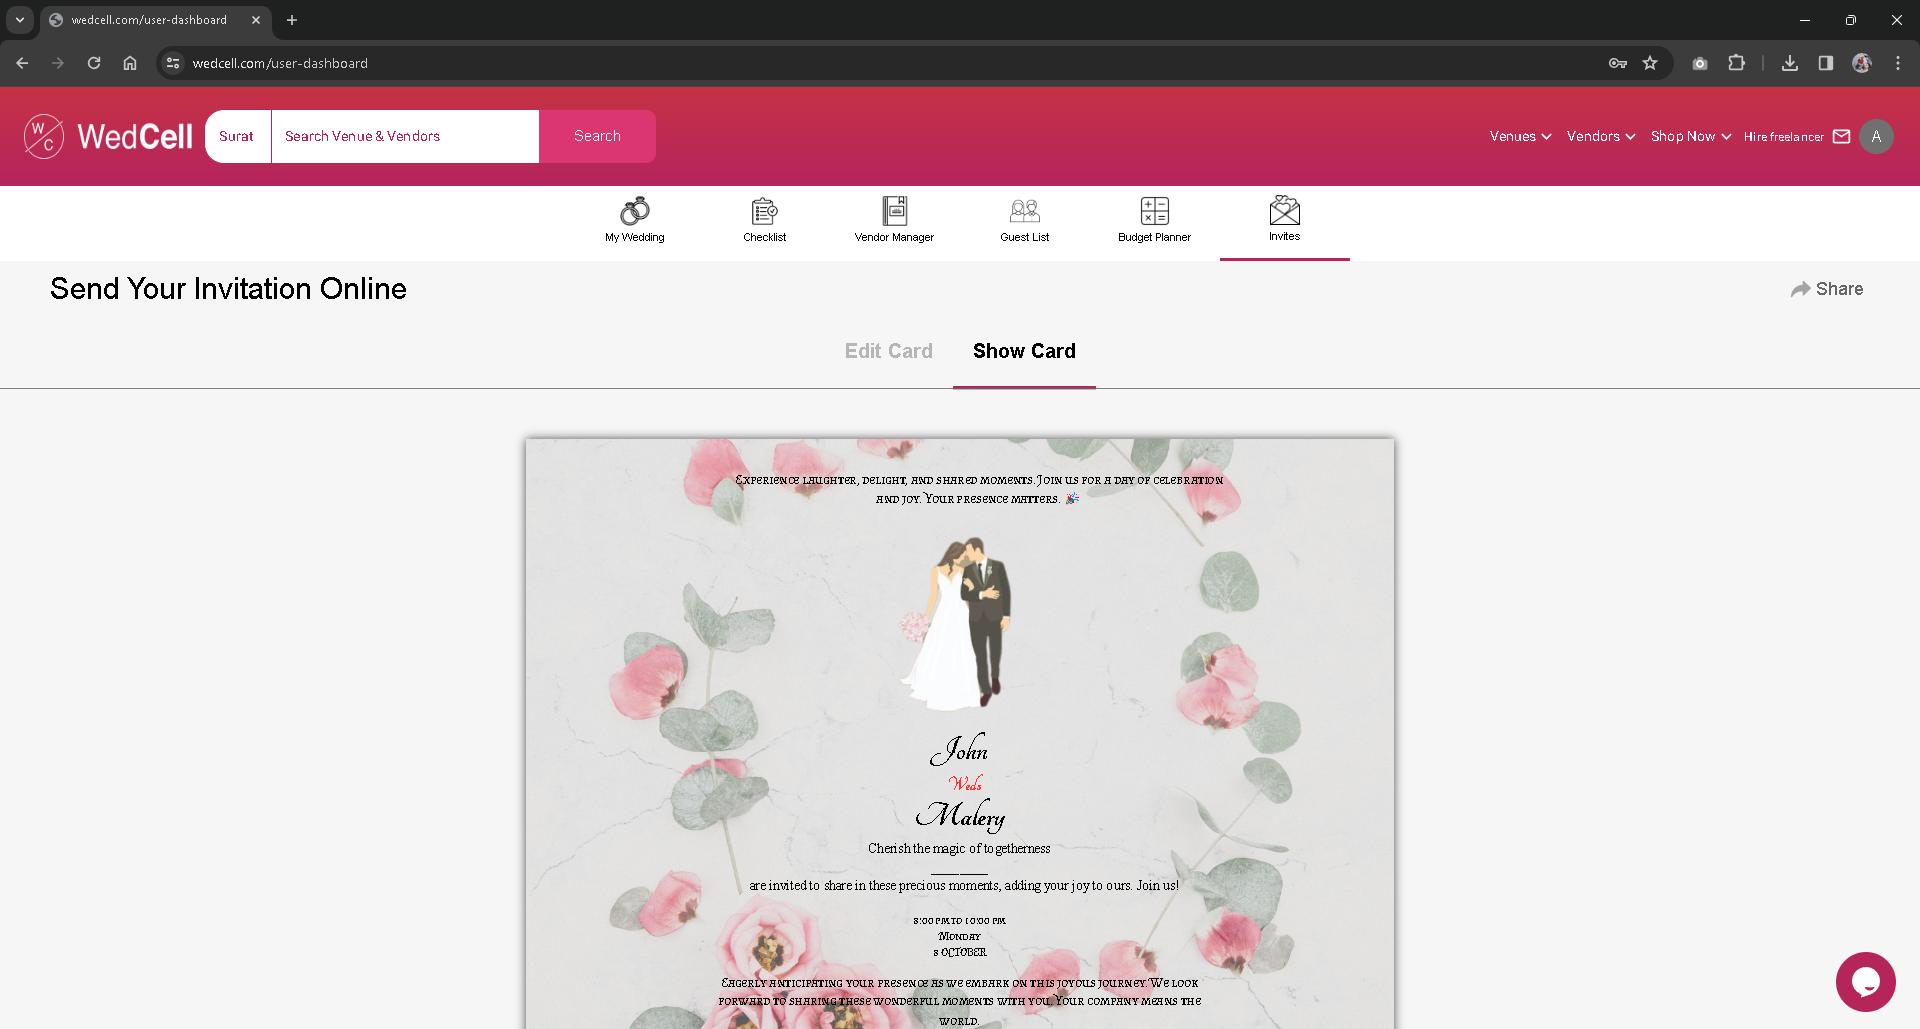 wedcell.com/user-dashboard
wedcell.com/user-dashboard
W C WedCell
Surat
Search Venue & Vendors
Search
Venues
Vendors
Shop Now
Hire freelancer
A
My Wedding
Checklist
Vendor Manager
Guest List
Budget Planner
Invites
Send Your Invitation Online
Share
Edit Card
Show Card
Experience laughter, delight, and shared moments. Join us for a day of celebration
and joy. Your presence matters. 🎉
John
Weds
Malery
Cherish the magic of togetherness
__________
are invited to share in these precious moments, adding your joy to ours. Join us!
8:00 PM TO 10:00 PM
Monday
8 OCTOBER
Eagerly anticipating your presence as we embark on this joyous journey. We look
forward to sharing these wonderful moments with you. Your company means the
world.